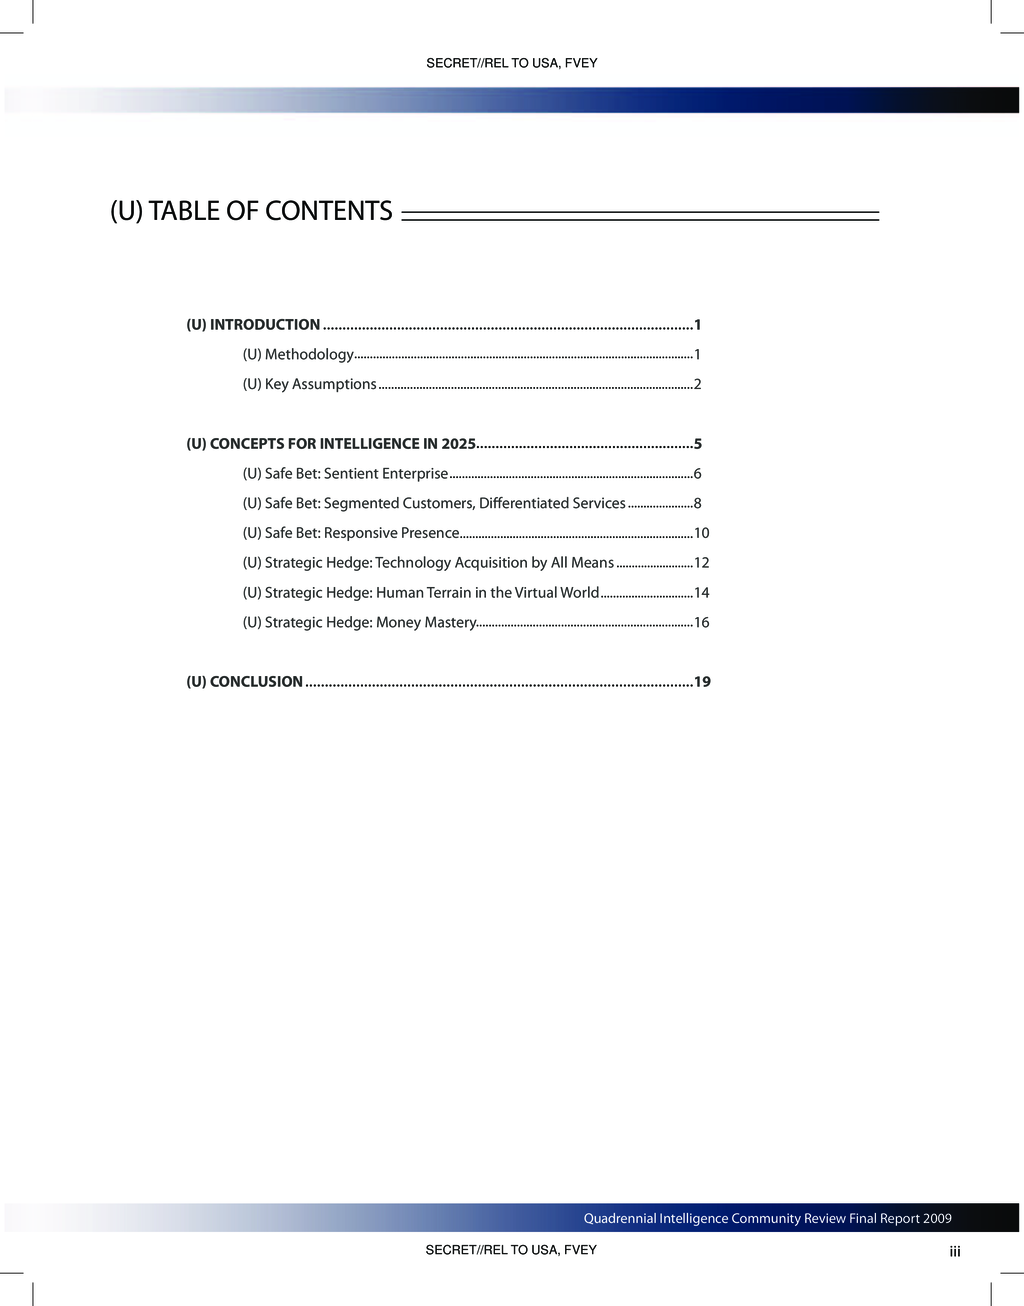 SECRET//REL TO USA, FVEY
(U) TABLE OF CONTENTS
(U) INTRODUCTION ................................................................................................1
(U) Methodology............................................................................................................1
(U) Key Assumptions....................................................................................................2
(U) CONCEPTS FOR INTELLIGENCE IN 2025........................................................5
(U) Safe Bet: Sentient Enterprise..............................................................................6
(U) Safe Bet: Segmented Customers, Differentiated Services.....................8
(U) Safe Bet: Responsive Presence...........................................................................10
(U) Strategic Hedge: Technology Acquisition by All Means.........................12
(U) Strategic Hedge: Human Terrain in the Virtual World..............................14
(U) Strategic Hedge: Money Mastery......................................................................16
(U) CONCLUSION....................................................................................................19
Quadrennial Intelligence Community Review Final Report 2009
SECRET//REL TO USA, FVEY
iii